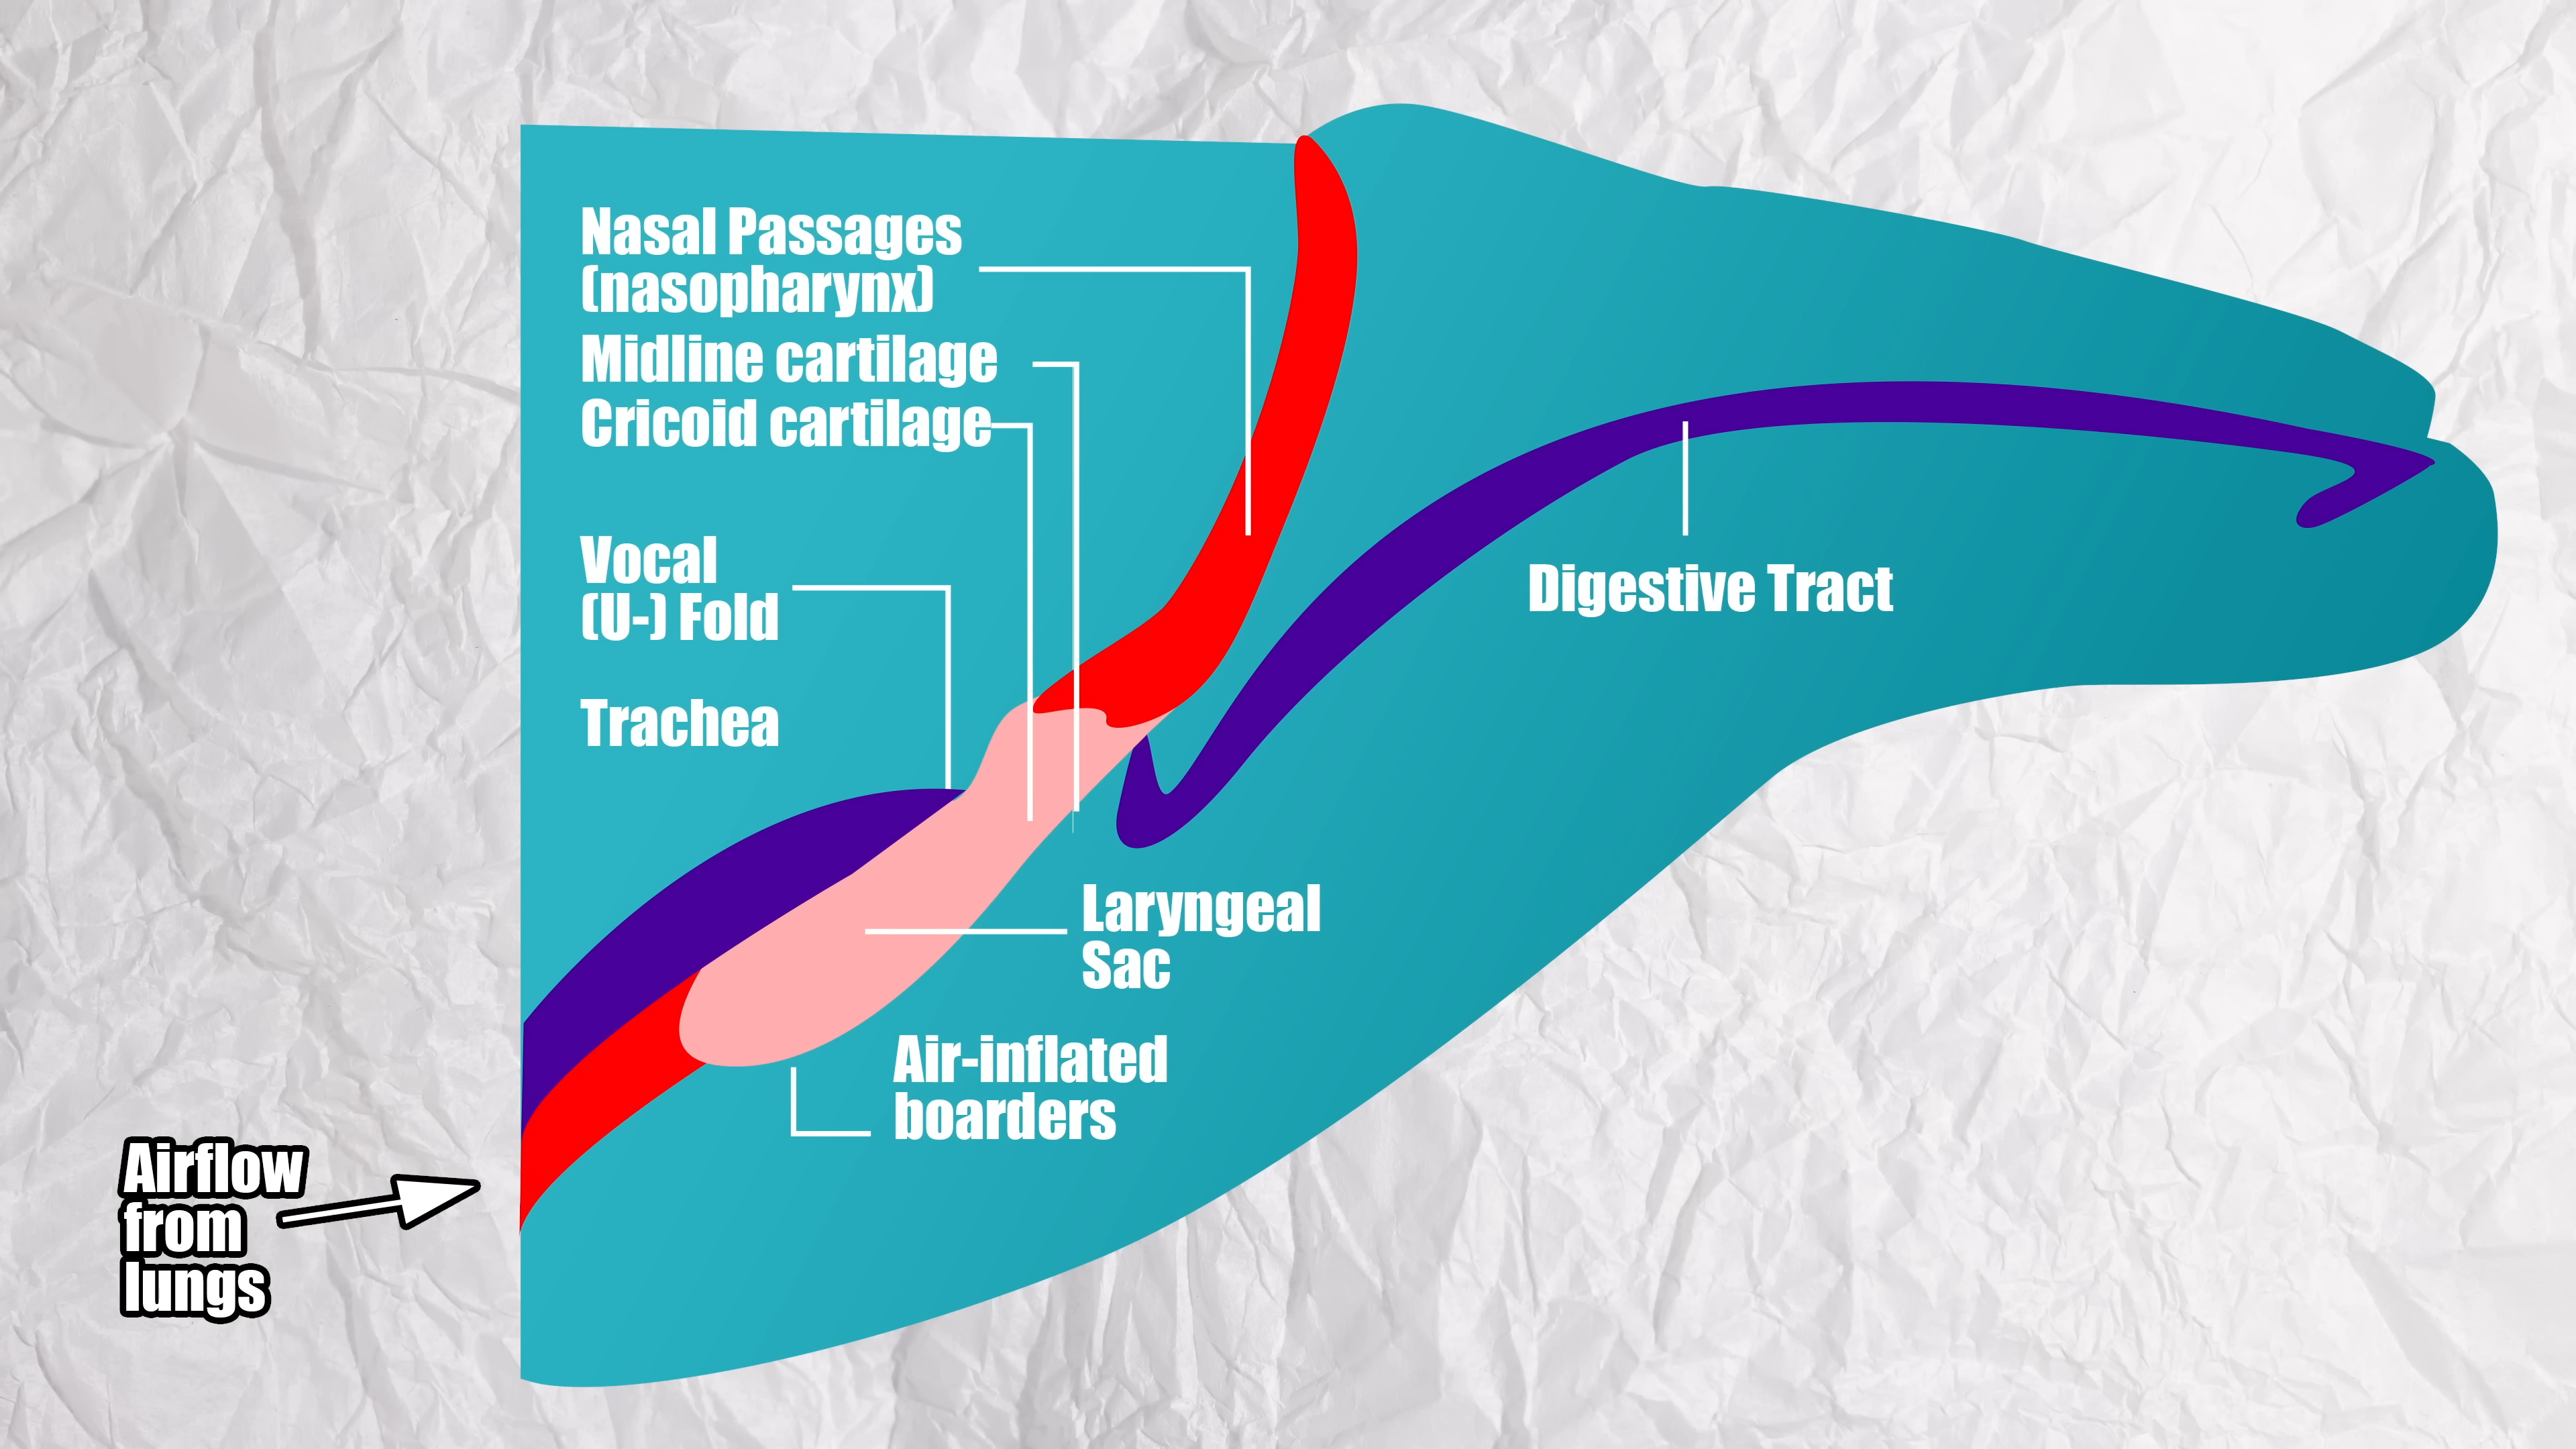 Nasal Passages
(nasopharynx)
Midline cartilage
Cricoid cartilage
Vocal
(U-) Fold
Trachea
Digestive Tract
Laryngeal
Sac
Air-inflated
boarders
Airflow
from
lungs